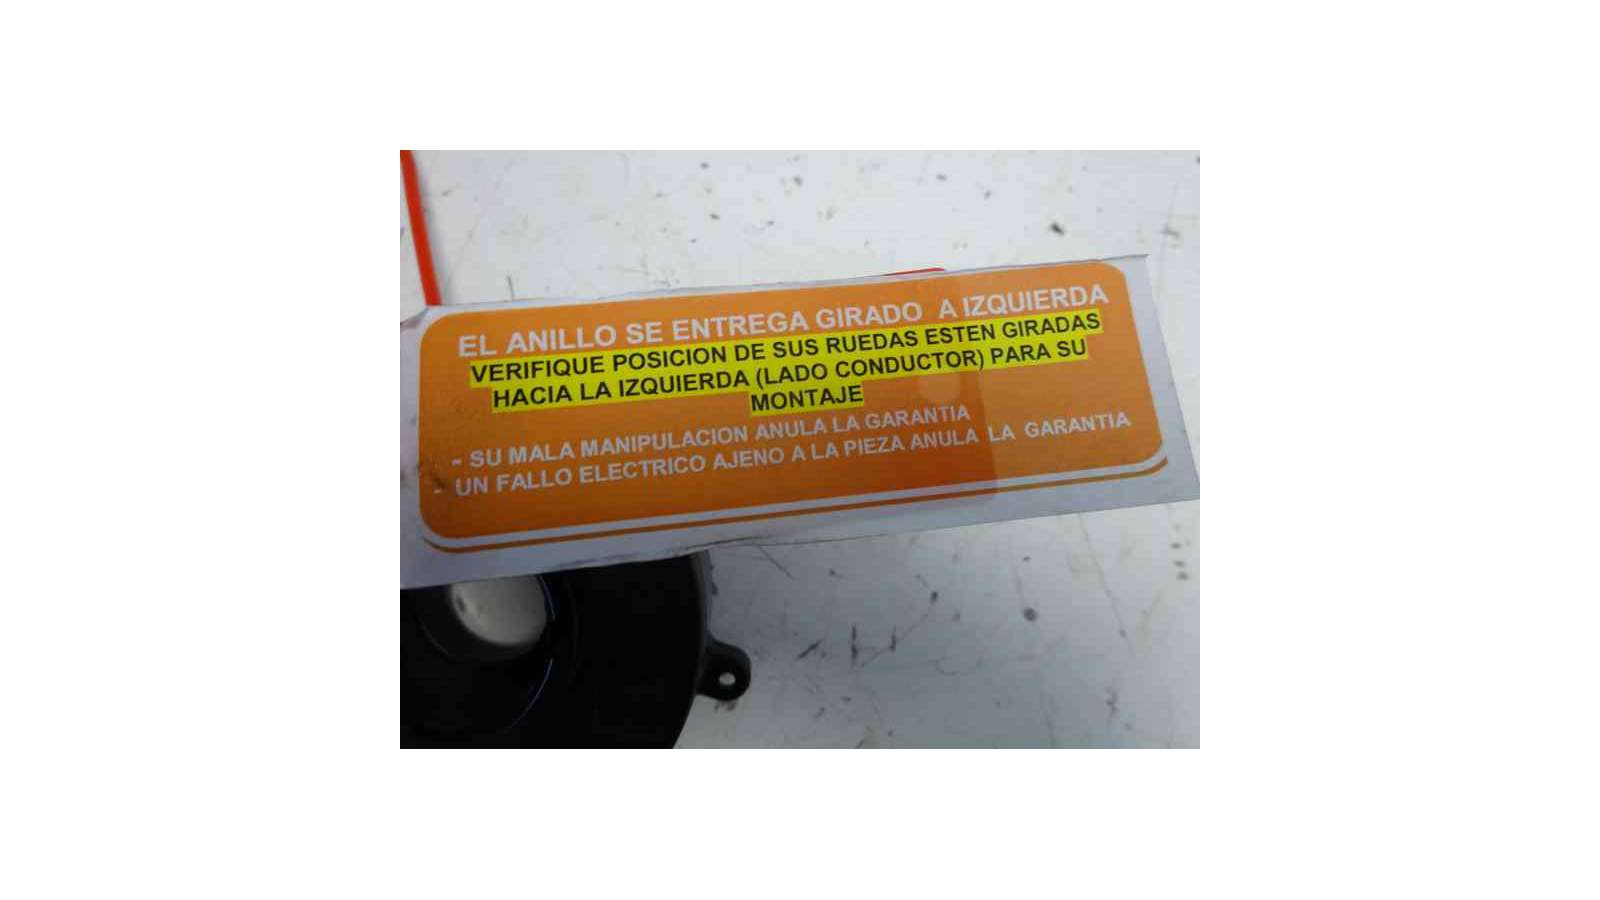 EL ANILLO SE ENTREGA GIRADO A IZQUIERDA
VERIFIQUE POSICION DE SUS RUEDAS ESTEN GIRADAS
HACIA LA IZQUIERDA (LADO CONDUCTOR) PARA SU
MONTAJE
- SU MALA MANIPULACION ANULA LA GARANTIA
- UN FALLO ELECTRICO AJENO A LA PIEZA ANULA LA GARANTIA